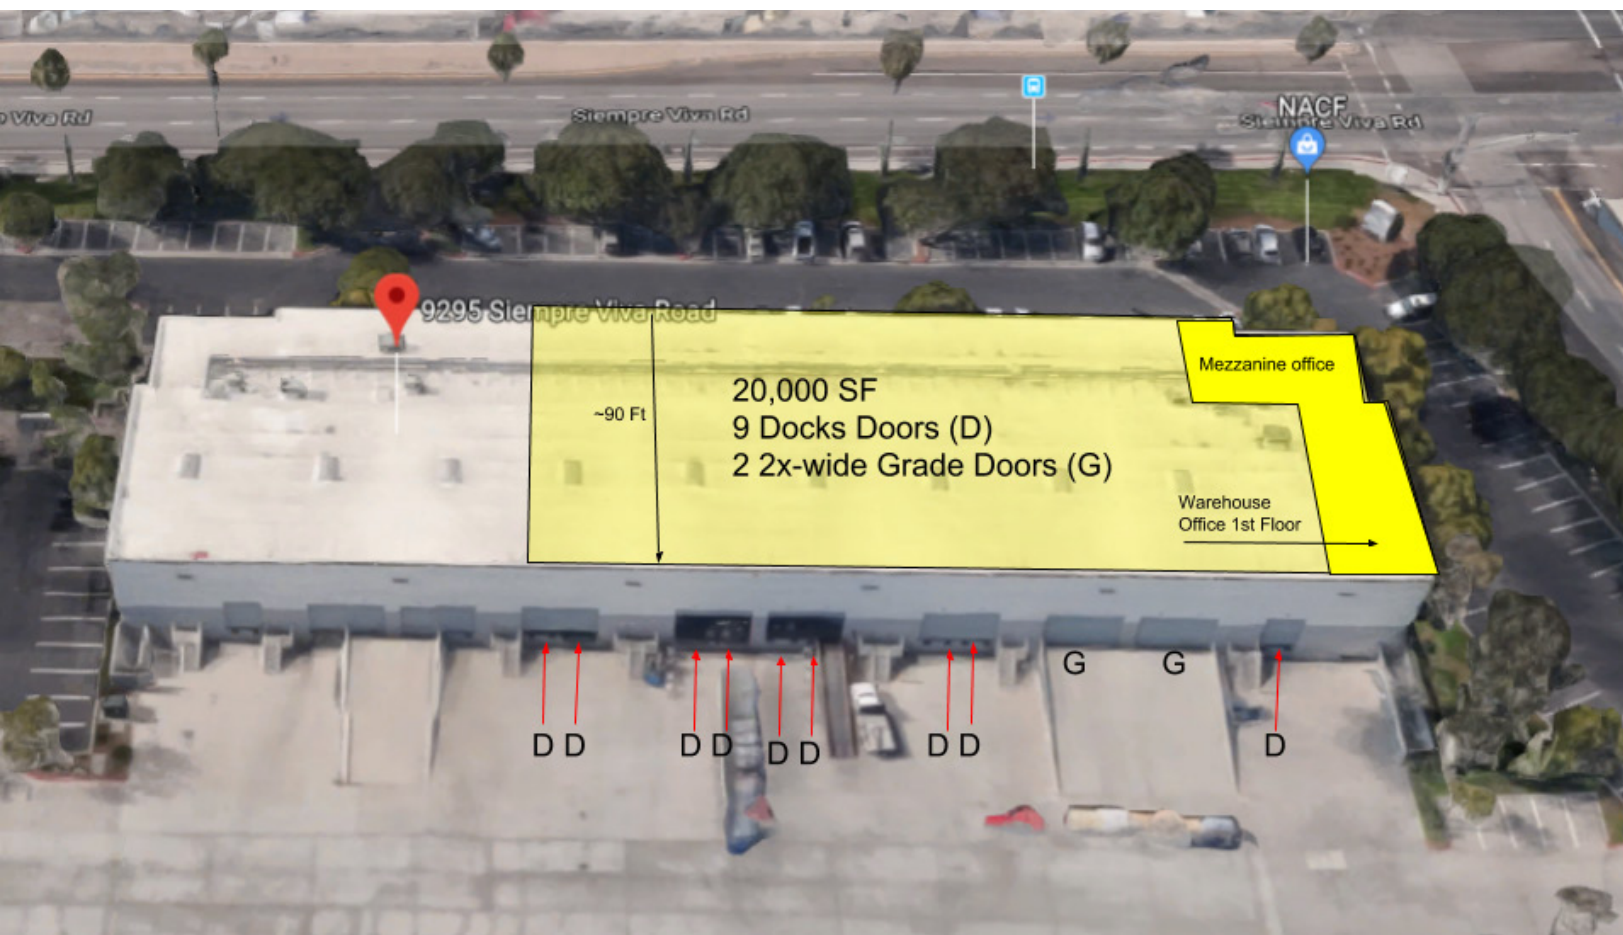 Viva Rd
Siempre Viva Rd
NACF
Siempre Viva Rd
9295 Siempre Viva Road
Mezzanine office
~90 Ft
20,000 SF
9 Docks Doors (D)
2 2x-wide Grade Doors (G)
Warehouse
Office 1st Floor
G G
D D D D D D D D D